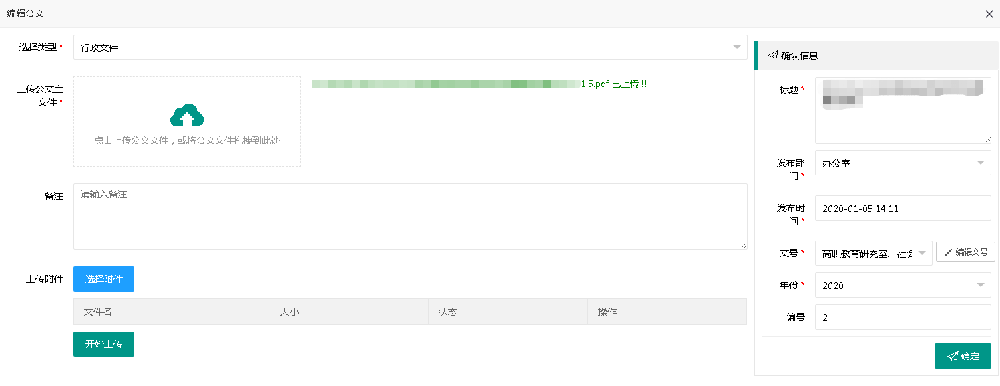 编辑公文
选择类型 *
行政文件
上传公文主
文件 *
点击上传公文文件，或将公文文件拖拽到此处
1.5.pdf 已上传!!!
备注
请输入备注
上传附件
选择附件
文件名 大小 状态 操作
开始上传
确认信息
标题 *
发布部
门 *
办公室
发布时
间 *
2020-01-05 14:11
文号 *
高职教育研究室、社
编辑文号
年份 *
2020
编号
2
确定